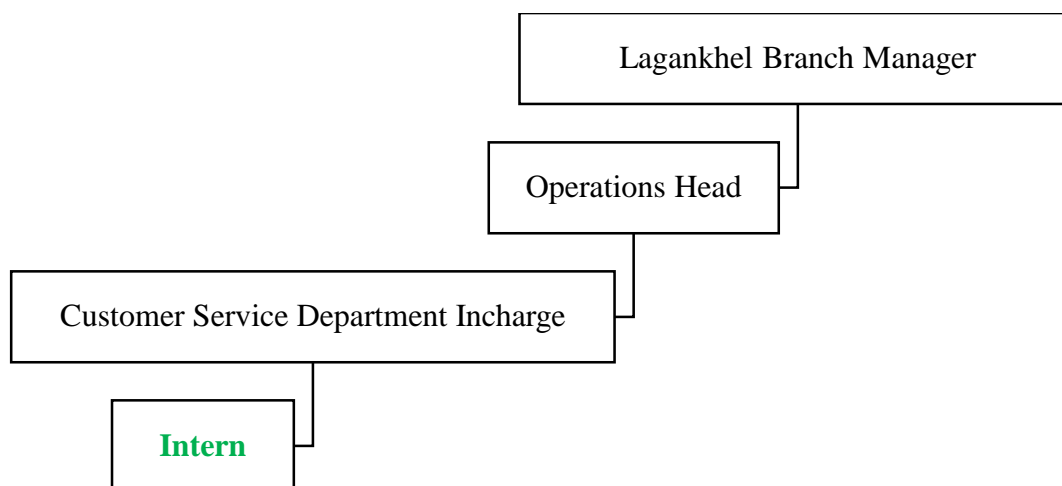 Lagankhel Branch Manager
Operations Head
Customer Service Department Incharge
Intern